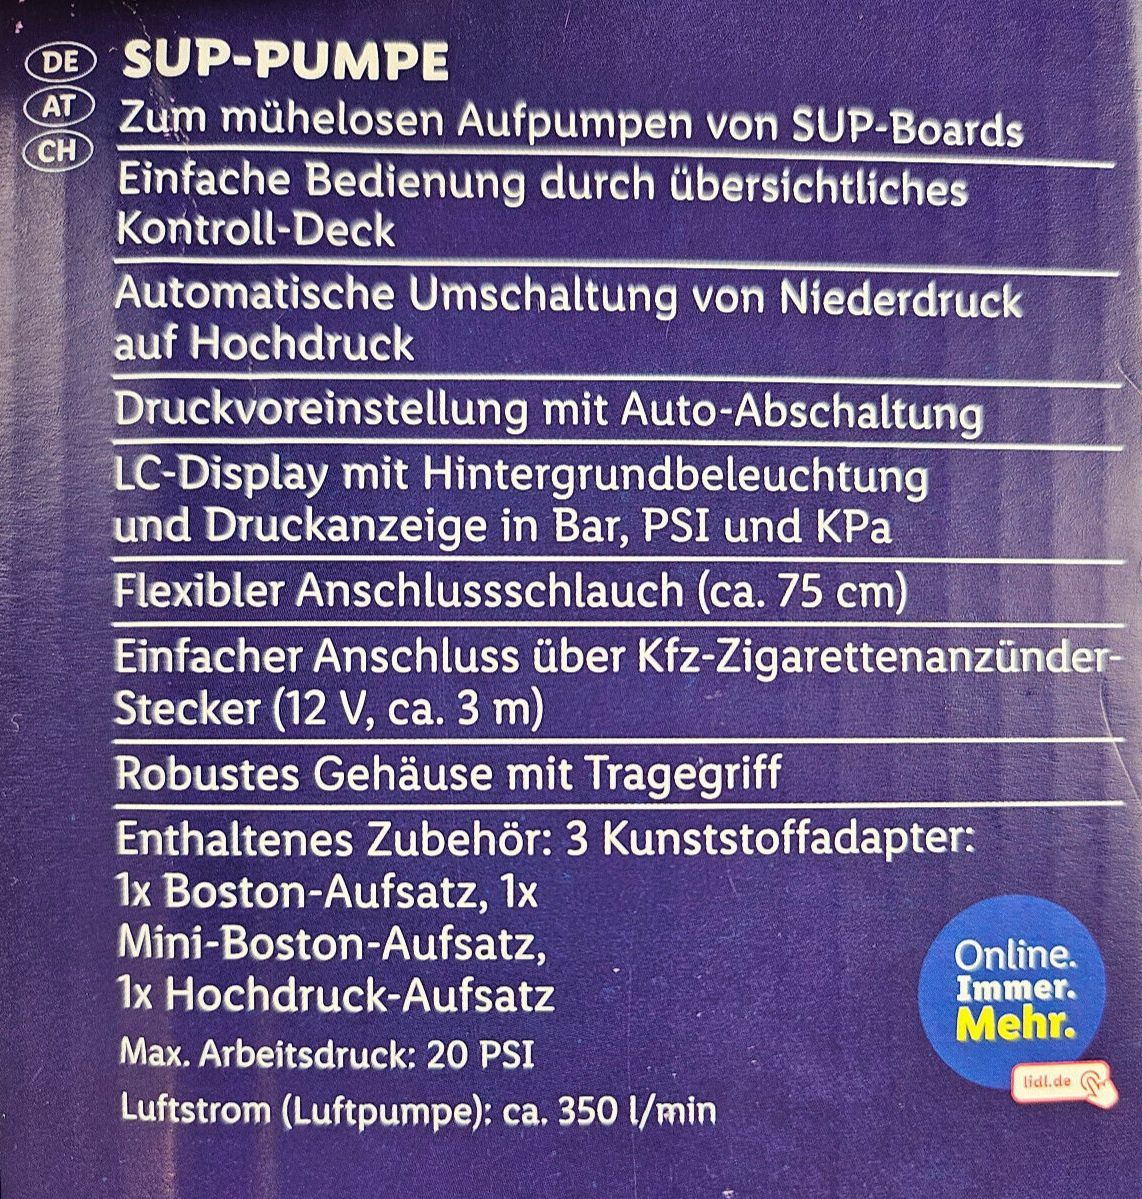 DE
AT
CH
SUP-PUMPE
Zum mühelosen Aufpumpen von SUP-Boards
Einfache Bedienung durch übersichtliches
Kontroll-Deck
Automatische Umschaltung von Niederdruck
auf Hochdruck
Druckvoreinstellung mit Auto-Abschaltung
LC-Display mit Hintergrundbeleuchtung
und Druckanzeige in Bar, PSI und KPa
Flexibler Anschlussschlauch (ca. 75 cm)
Einfacher Anschluss über Kfz-Zigarettenanzünder-
Stecker (12 V, ca. 3 m)
Robustes Gehäuse mit Tragegriff
Enthaltenes Zubehör: 3 Kunststoffadapter:
1x Boston-Aufsatz, 1x
Mini-Boston-Aufsatz,
1x Hochdruck-Aufsatz
Max. Arbeitsdruck: 20 PSI
Luftstrom (Luftpumpe): ca. 350 l/min
Online.
Immer.
Mehr.
lidl.de